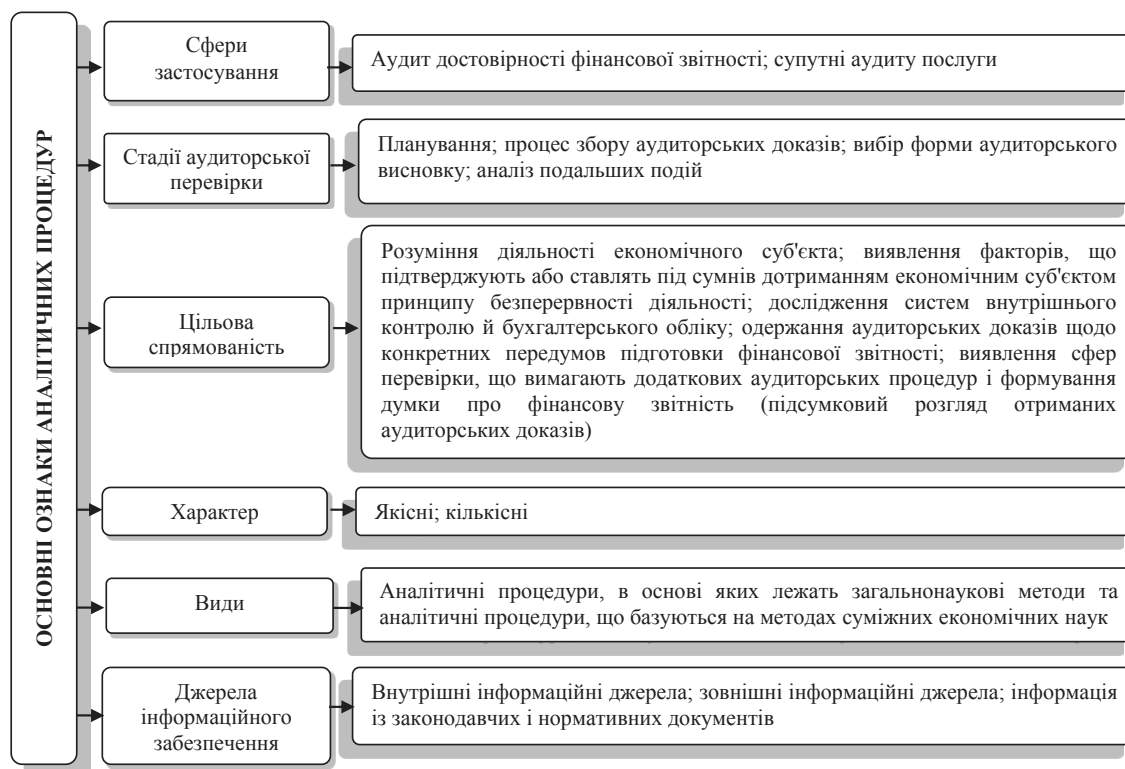 ОСНОВНІ ОЗНАКИ АНАЛІТИЧНИХ ПРОЦЕДУР
Сфери
застосування
Аудит достовірності фінансової звітності; супутні аудиту послуги
Стадії аудиторської
перевірки
Планування; процес збору аудиторських доказів; вибір форми аудиторського
висновку; аналіз подальших подій
Цільова
спрямованість
Розуміння діяльності економічного суб'єкта; виявлення факторів, що
підтверджують або ставлять під сумнів дотриманням економічним суб'єктом
принципу безперервності діяльності; дослідження систем внутрішнього
контролю й бухгалтерського обліку; одержання аудиторських доказів щодо
конкретних передумов підготовки фінансової звітності; виявлення сфер
перевірки, що вимагають додаткових аудиторських процедур і формування
думки про фінансову звітність (підсумковий розгляд отриманих
аудиторських доказів)
Характер
Якісні; кількісні
Види
Аналітичні процедури, в основі яких лежать загальнонаукові методи та
аналітичні процедури, що базуються на методах суміжних економічних наук
Джерела
інформаційного
забезпечення
Внутрішні інформаційні джерела; зовнішні інформаційні джерела; інформація
із законодавчих і нормативних документів